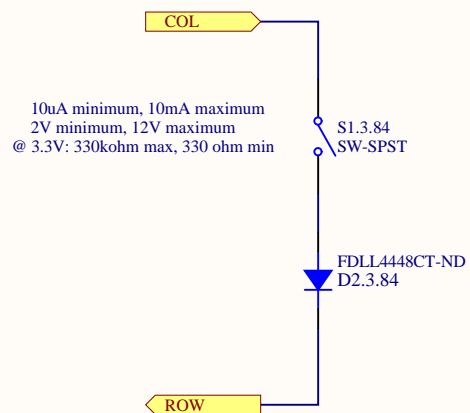 COL
10uA minimum, 10mA maximum
2V minimum, 12V maximum
@ 3.3V: 330kohm max, 330 ohm min
S1.3.84
SW-SPST
FDLL4448CT-ND
D2.3.84
ROW